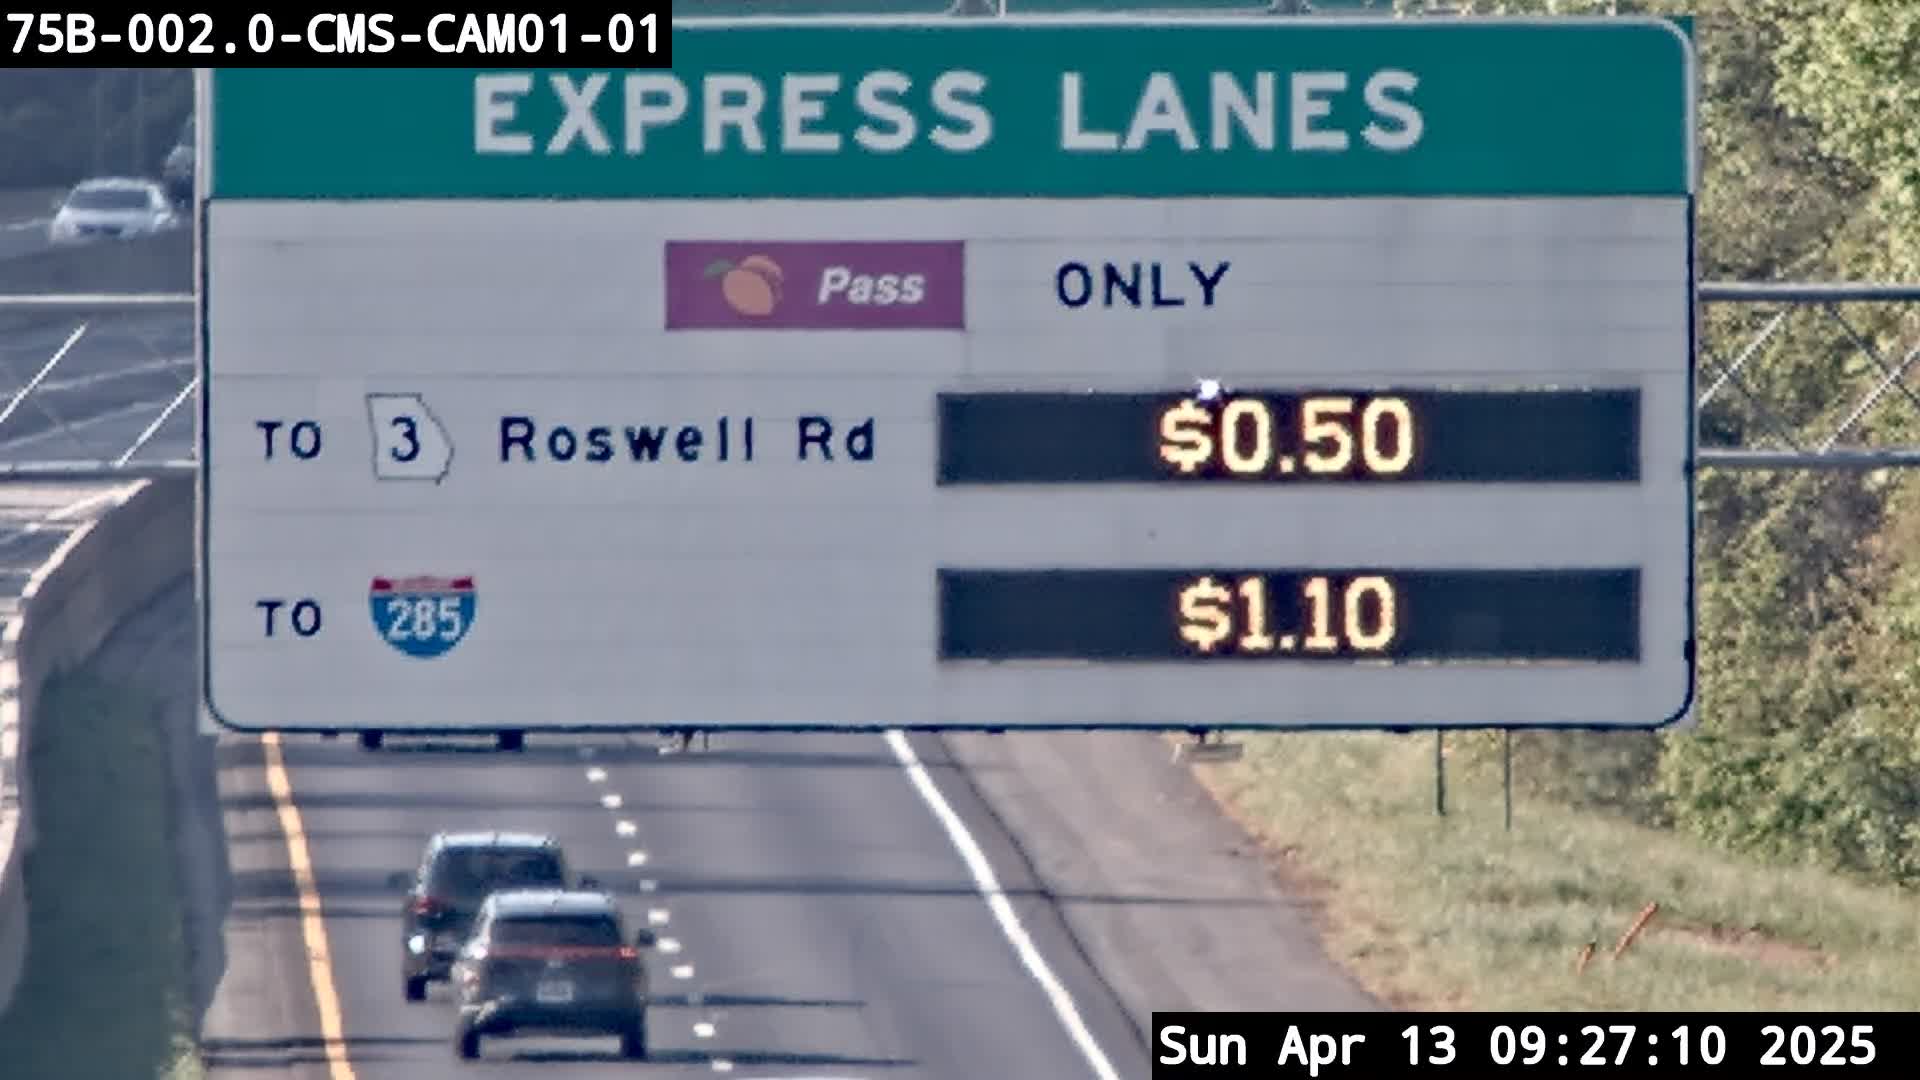 75B-002.0-CMS-CAM01-01
EXPRESS LANES
Pass ONLY
TO 3 Roswell Rd $0.50
TO 285 $1.10
Sun Apr 13 09:27:10 2025